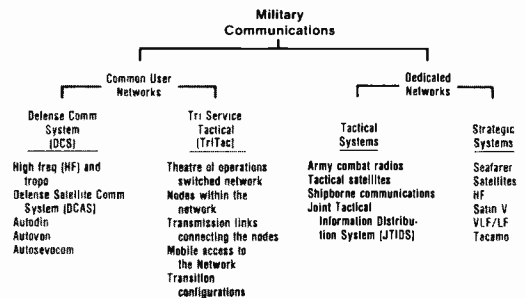 Military
Communications
Common User
Networks
Dedicated
Networks
Defense Comm
System
(DCS)
High freq (HF) and
tropo
Defense Satellite Comm
System (DCAS)
Autodin
Autovon
Autosevocom
Tri Service
Tactical
(TriTac)
Theatre of operations
switched network
Nodes within the
network
Transmission links
connecting the nodes
Mobile access to
the Network
Transition
configurations
Tactical
Systems
Army combat radios
Tactical satellites
Shipborne communications
Joint Tactical
Information Distribu-
tion System (JTIDS)
Strategic
Systems
Seafarer
Satellites
HF
Satin V
VLF/LF
Tacamo